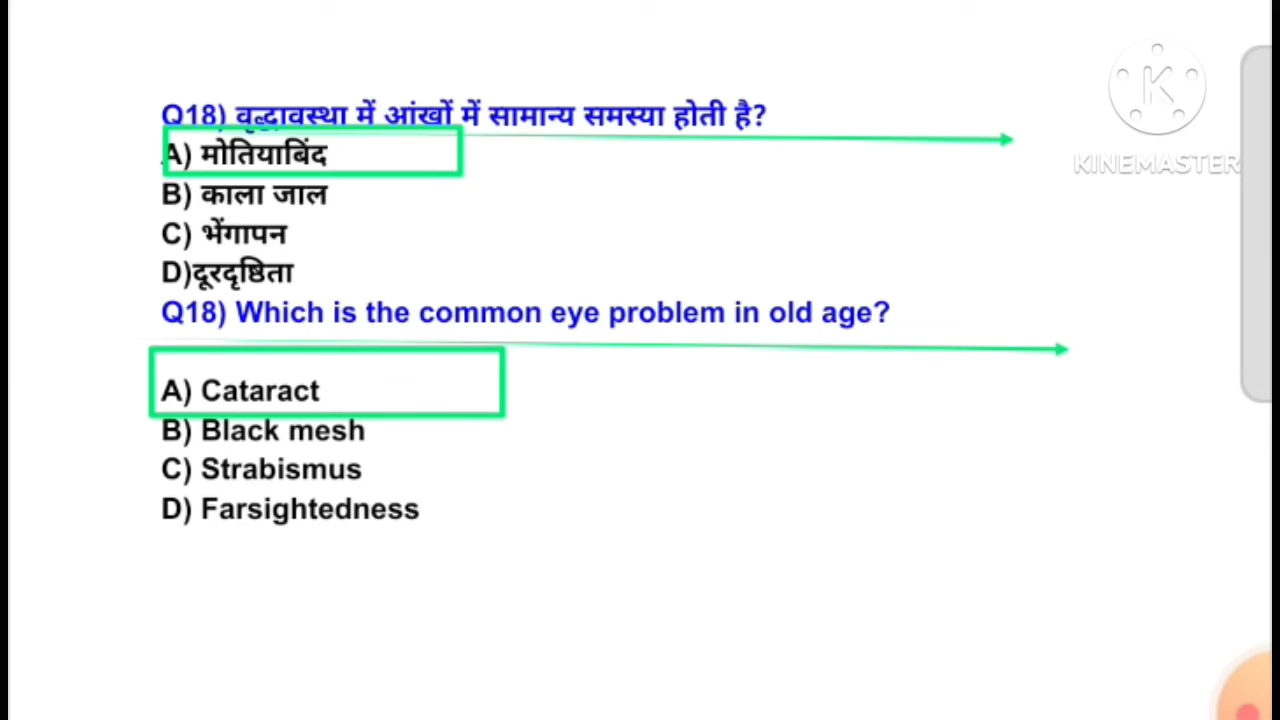 Q18) वृद्धावस्था में आंखों में सामान्य समस्या होती है?
A) मोतियाबिंद
B) काला जाल
C) भेंगापन
D)दूरदृष्टिता
Q18) Which is the common eye problem in old age?
A) Cataract
B) Black mesh
C) Strabismus
D) Farsightedness
K
KINEMASTER